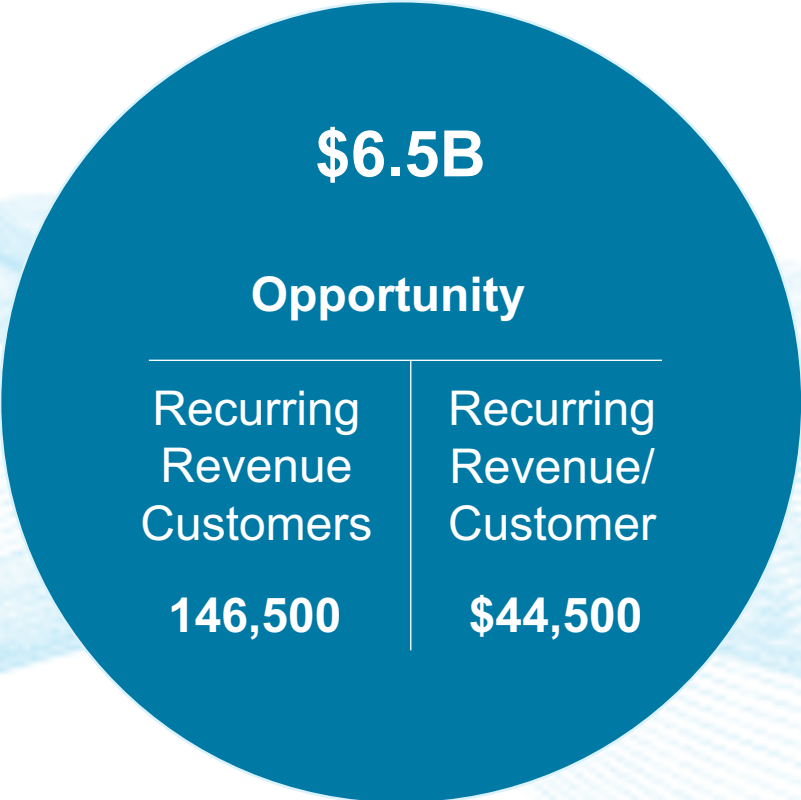 $6.5B
Opportunity
Recurring
Revenue
Customers
146,500
Recurring
Revenue/
Customer
$44,500